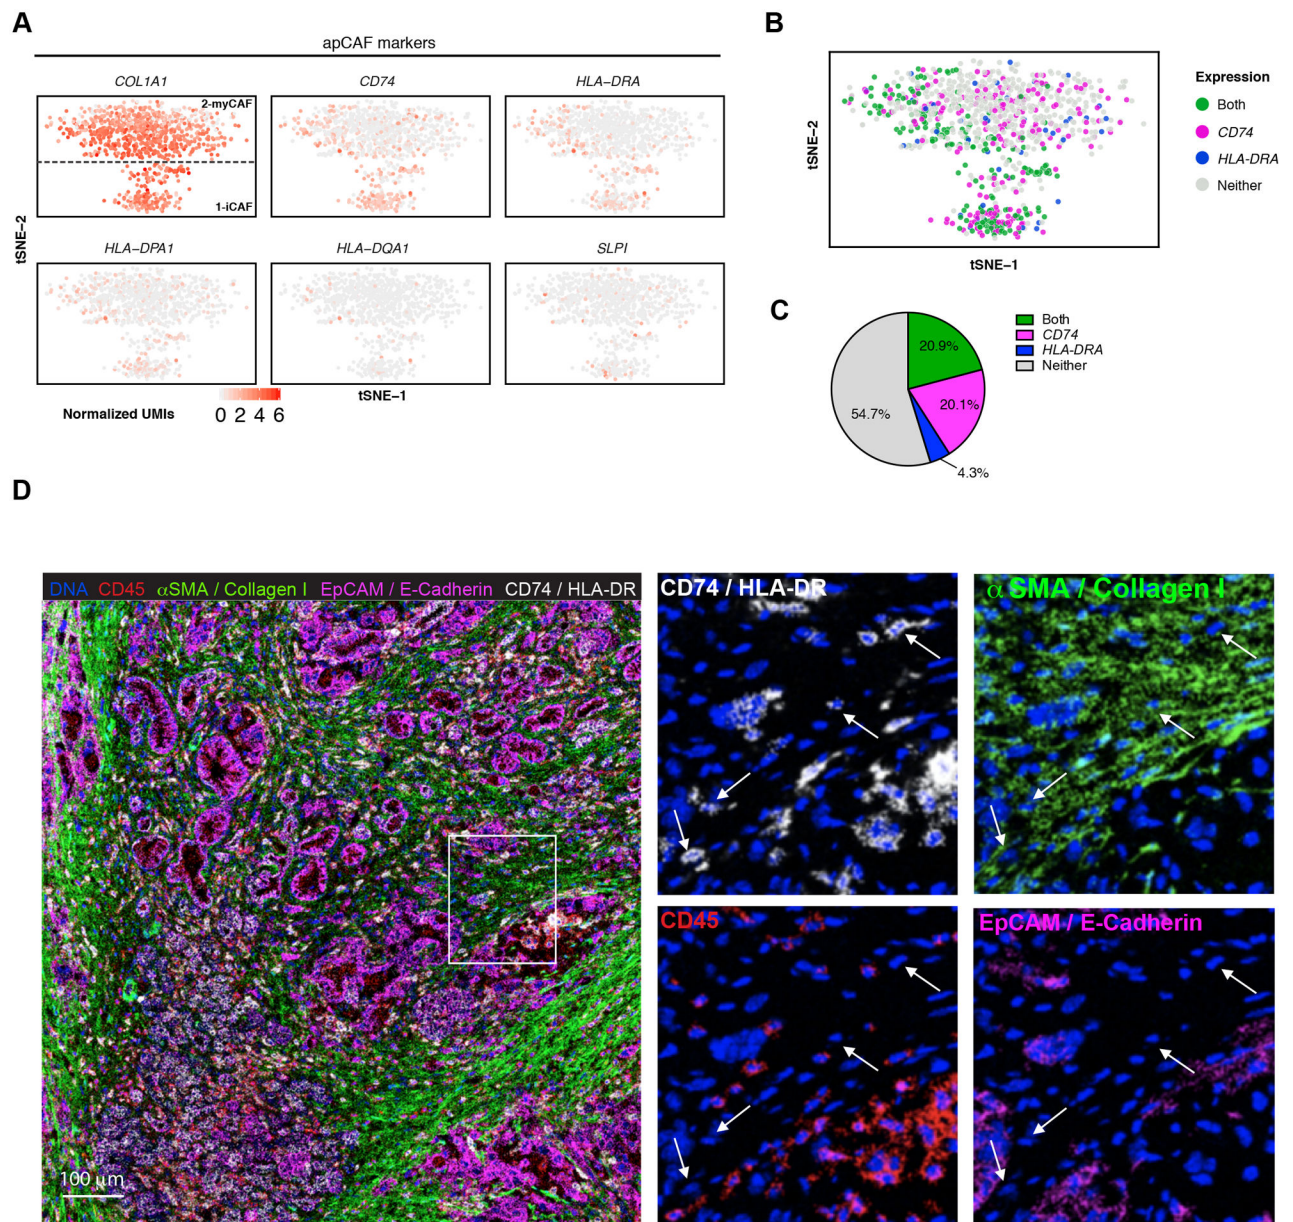 A
apCAF markers
COL1A1
CD74
HLA-DRA
2-myCAF
1-iCAF
HLA-DPA1
HLA-DQA1
SLPI
tSNE-2
tSNE-1
Normalized UMIs
0 2 4 6
B
tSNE-2
tSNE-1
Expression
Both
CD74
HLA-DRA
Neither
C
20.9%
20.1%
4.3%
54.7%
Both
CD74
HLA-DRA
Neither
D
DNA CD45 αSMA / Collagen I EpCAM / E-Cadherin CD74 / HLA-DR
100 μm
CD74 / HLA-DR
α SMA / Collagen I
CD45
EpCAM / E-Cadherin